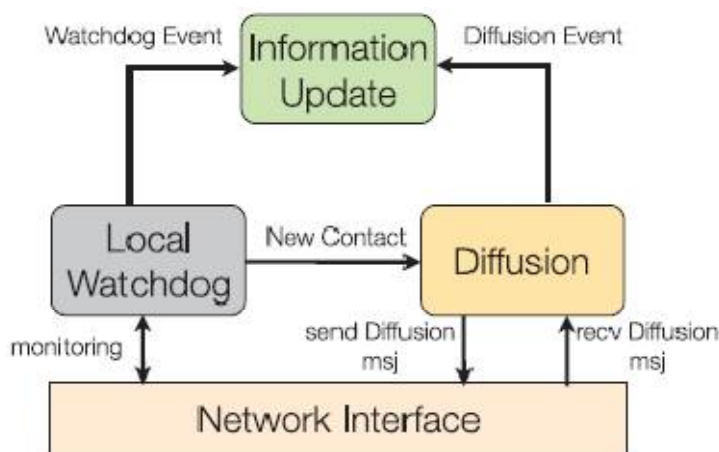 Watchdog Event
Information
Update
Diffusion Event
Local
Watchdog
New Contact
Diffusion
monitoring
send Diffusion
msj
recv Diffusion
msj
Network Interface